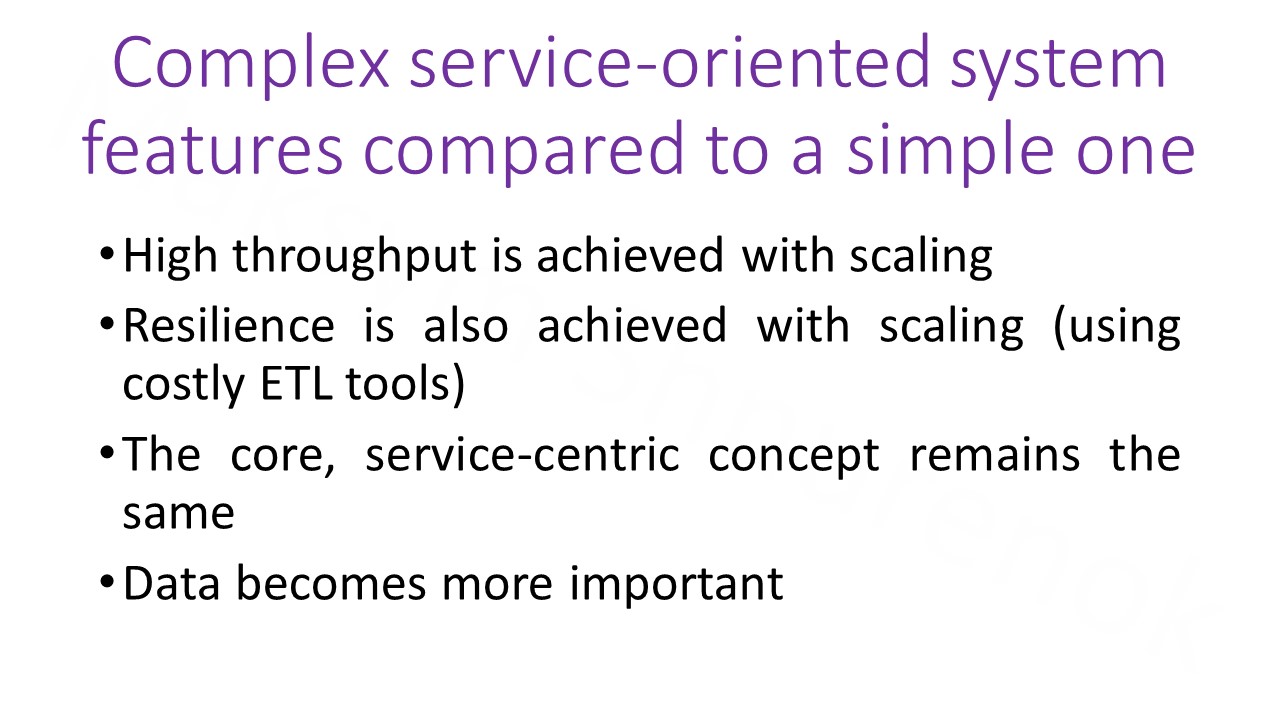 Complex service-oriented system
features compared to a simple one
•High throughput is achieved with scaling
•Resilience is also achieved with scaling (using
costly ETL tools)
•The core, service-centric concept remains the
same
•Data becomes more important